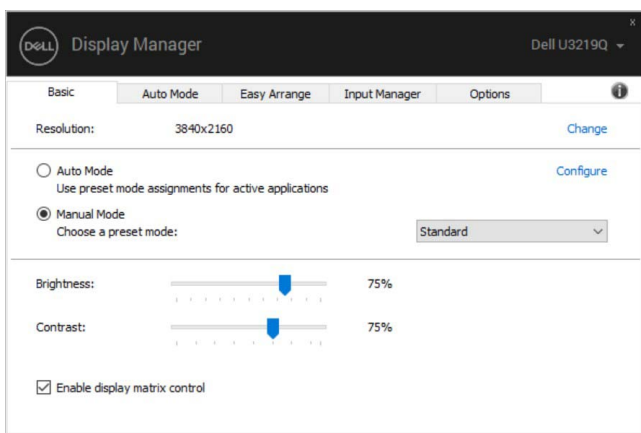 x
DELL Display Manager Dell U3219Q
Basic Auto Mode Easy Arrange Input Manager Options i
Resolution: 3840x2160 Change
Auto Mode Configure
Use preset mode assignments for active applications
Manual Mode
Choose a preset mode: Standard
Brightness: 75%
Contrast: 75%
Enable display matrix control